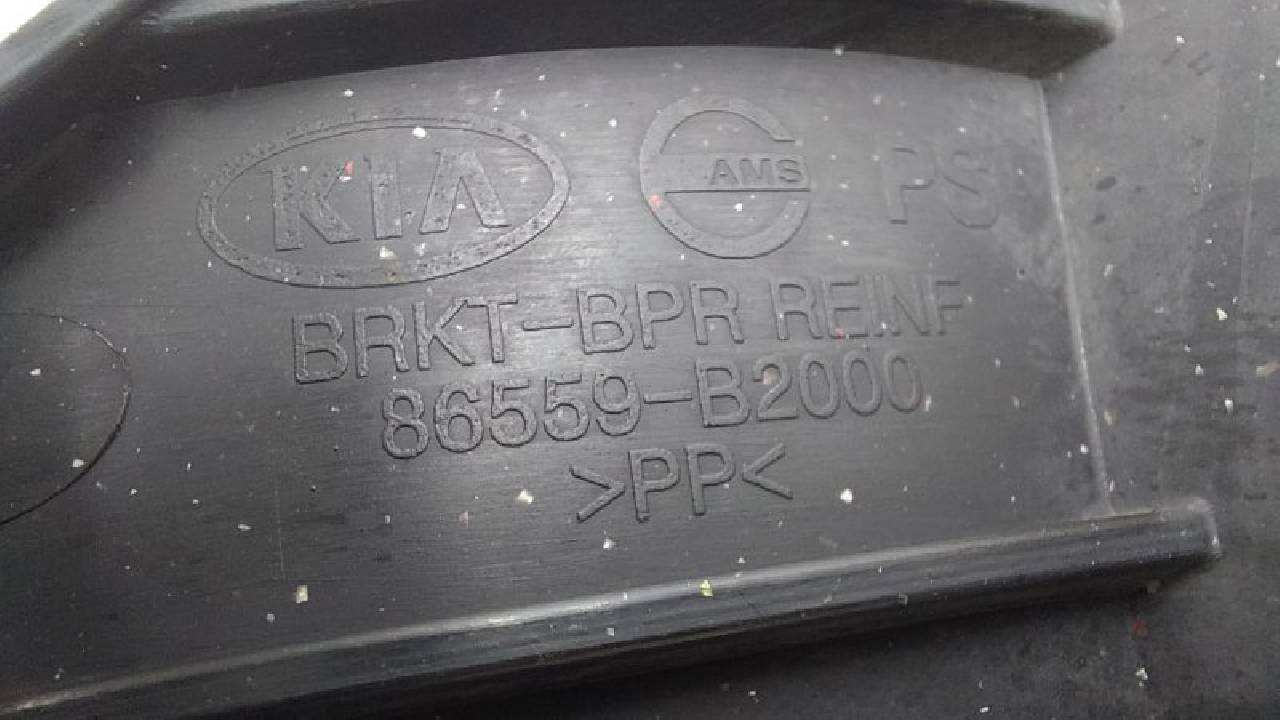 KIA AMS PS
BRKT-BPR REINF
86559-B2000
>PP<